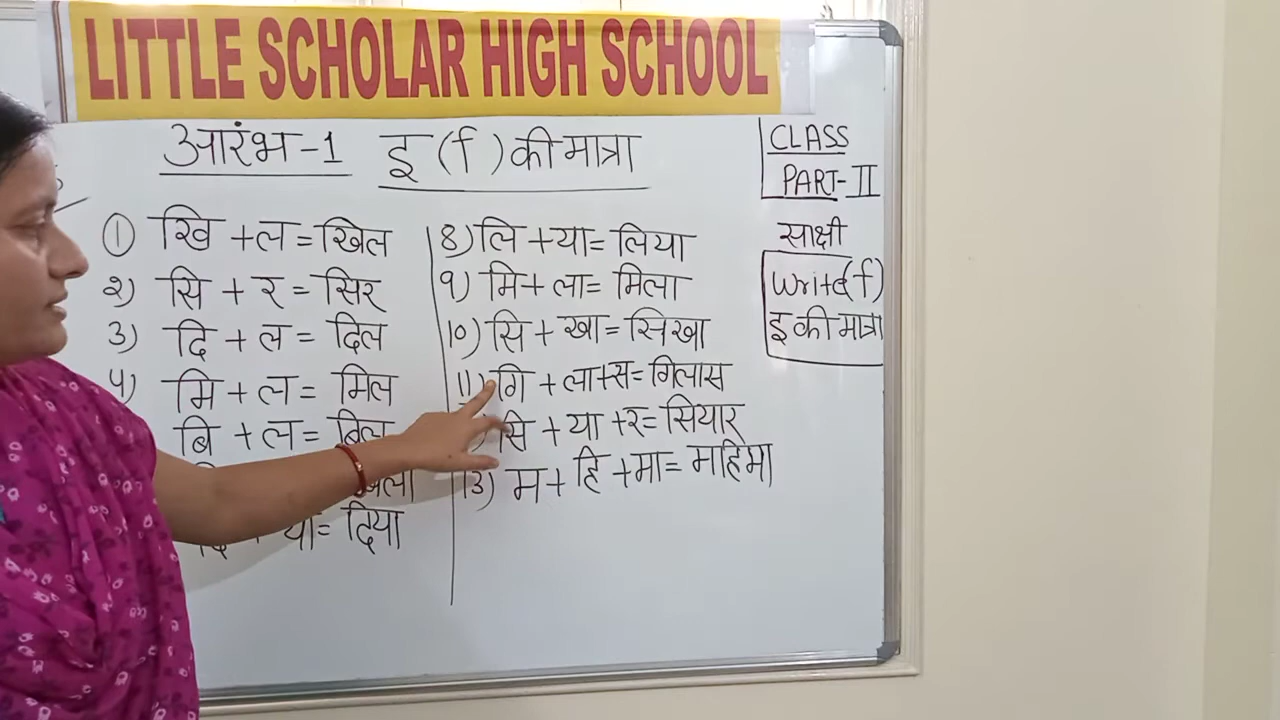 LITTLE SCHOLAR HIGH SCHOOL
आरंभ-1 इ (ि) की मात्रा
CLASS
PART-II
साक्षी
Write (ि)
इ की मात्रा
① खि + ल = खिल
2) सि + र = सिर
3) दि + ल = दिल
4) मि + ल = मिल
बि + ल = बिल
दिया
8) लि + या = लिया
9) मि + ला = मिला
10) सि + खा = सिखा
11) गि + ला + स = गिलास
सि + या + र = सियार
13) म + हि + मा = महिमा